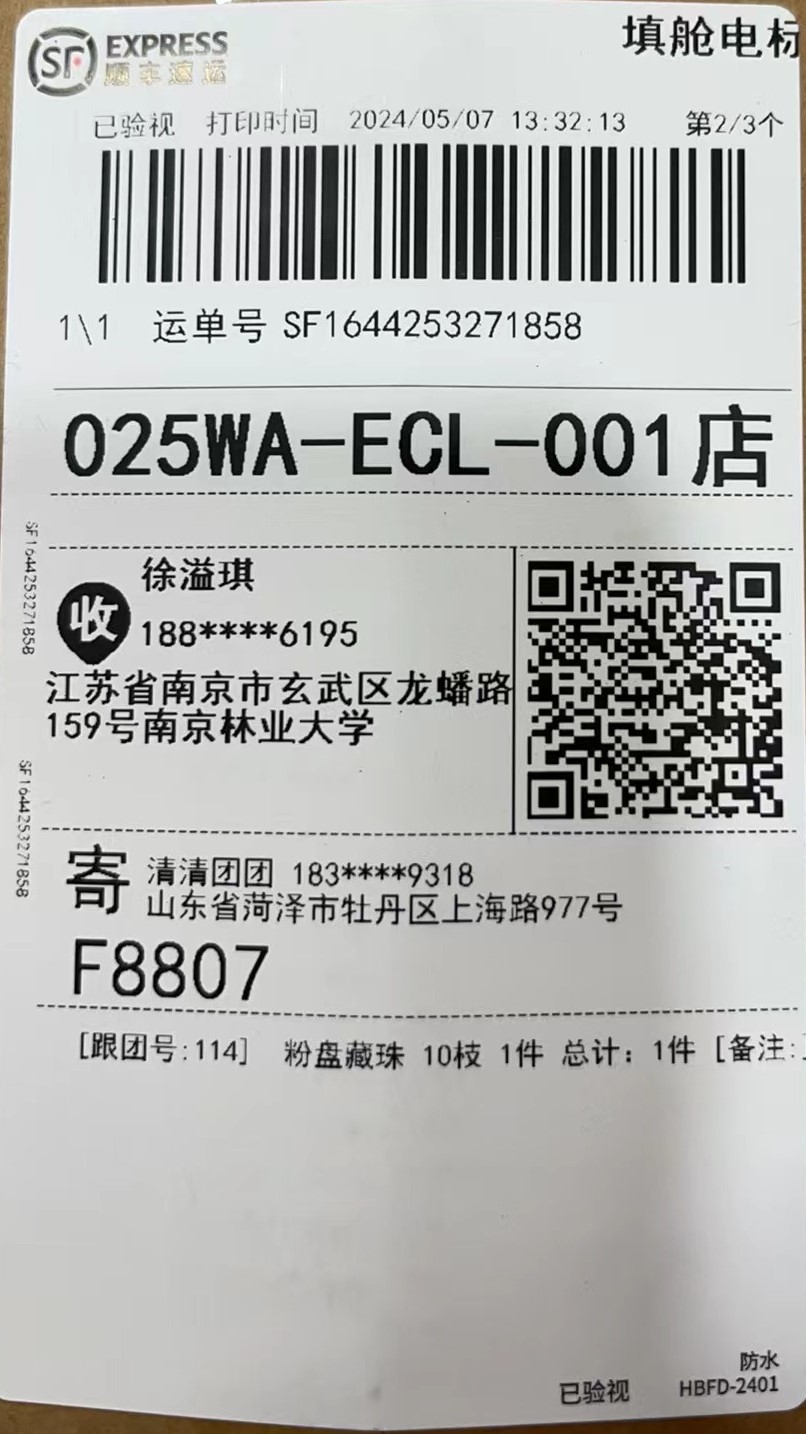 SF EXPRESS
顺丰速运
填舱电标
已验视 打印时间 2024/05/07 13:32:13 第2/3个
1\1 运单号 SF1644253271858
025WA-ECL-001店
SF1644253271858
收
徐溢琪
188****6195
江苏省南京市玄武区龙蟠路
159号南京林业大学
SF1644253271858
寄
清清团团 183****9318
山东省菏泽市牡丹区上海路977号
F8807
[跟团号:114] 粉盘藏珠 10枝 1件 总计: 1件 [备注:
防水
已验视 HBFD-2401